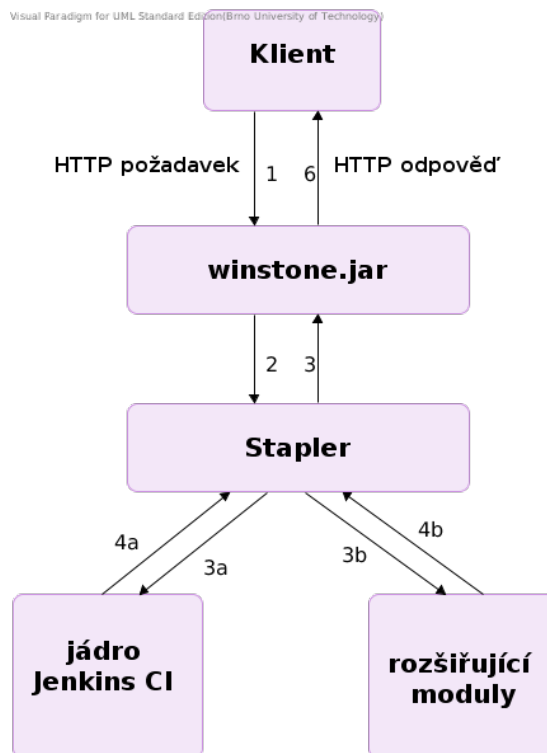 Visual Paradigm for UML Standard Edition(Brno University of Technology)
Klient
HTTP požadavek
1
6
HTTP odpověď
winstone.jar
2
3
Stapler
4a
3a
3b
4b
jádro
Jenkins CI
rozšiřující
moduly